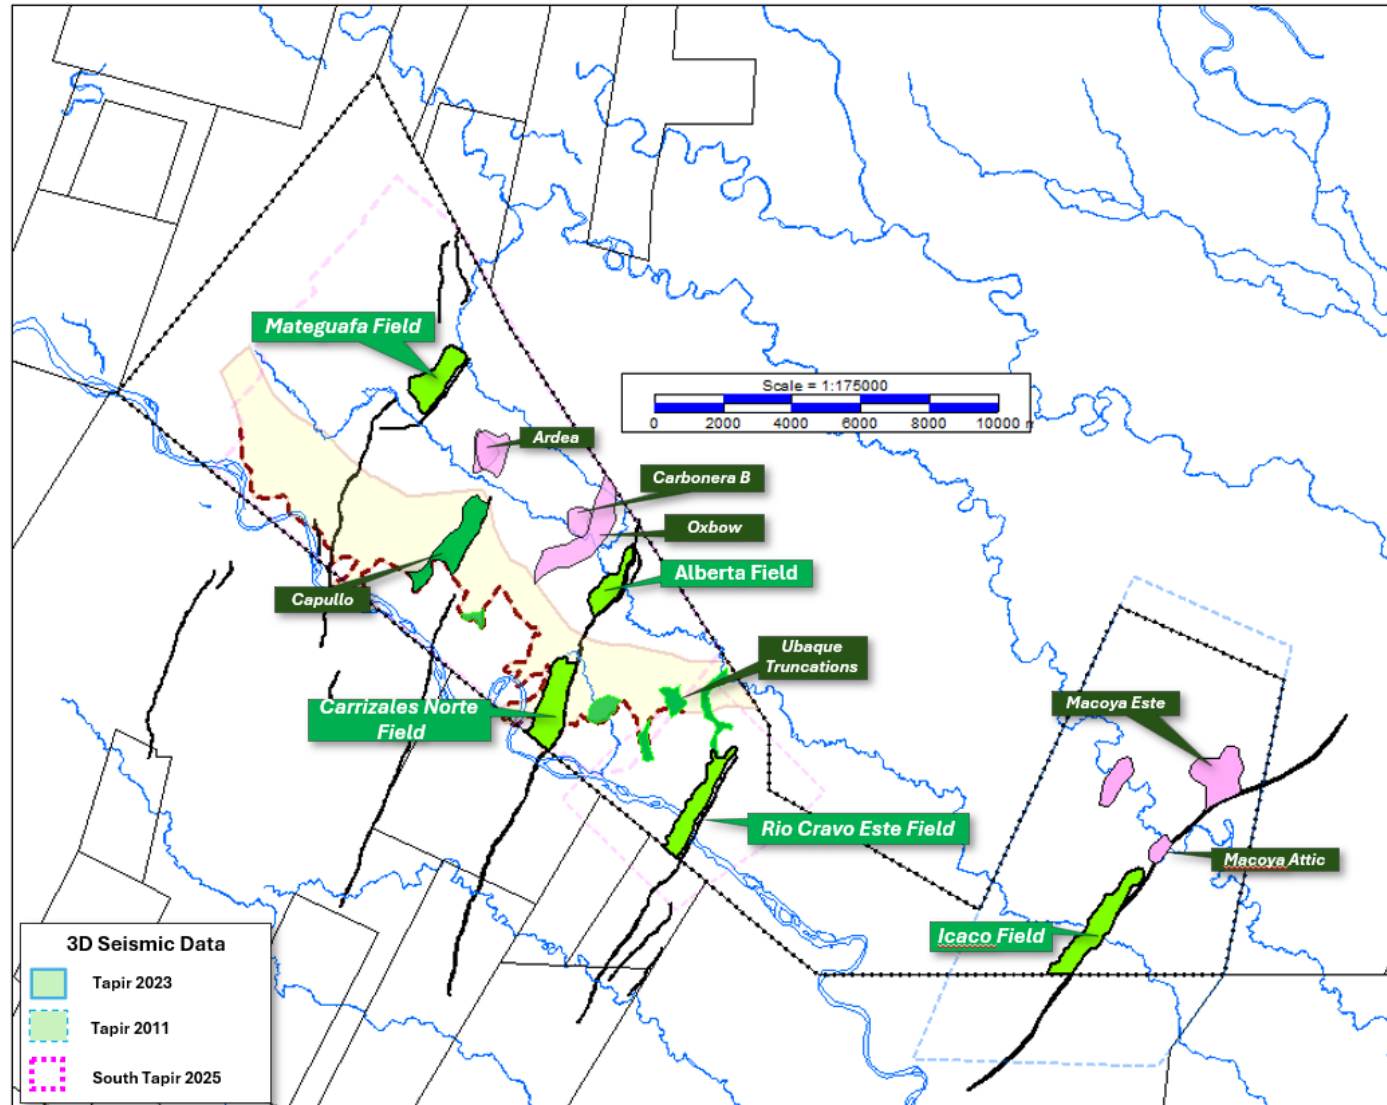 Mateguafa Field
Scale = 1:175000
0 2000 4000 6000 8000 10000 m
Ardea
Carbonera B
Oxbow
Alberta Field
Capullo
Ubaque
Truncations
Carrizales Norte
Field
Macoya Este
Rio Cravo Este Field
Macoya Attic
Icaco Field
3D Seismic Data
Tapir 2023
Tapir 2011
South Tapir 2025